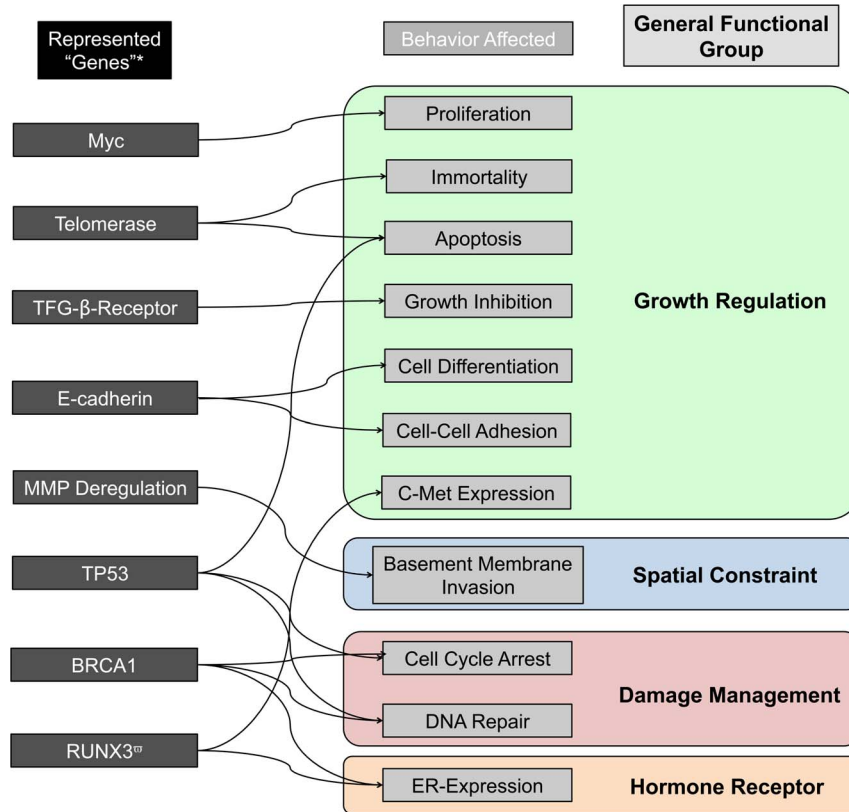 Represented
"Genes"*
Behavior Affected
General Functional
Group
Myc
Telomerase
TFG-β-Receptor
E-cadherin
MMP Deregulation
TP53
BRCA1
RUNX3ϖ
Proliferation
Immortality
Apoptosis
Growth Inhibition
Cell Differentiation
Cell-Cell Adhesion
C-Met Expression
Basement Membrane
Invasion
Cell Cycle Arrest
DNA Repair
ER-Expression
Growth Regulation
Spatial Constraint
Damage Management
Hormone Receptor